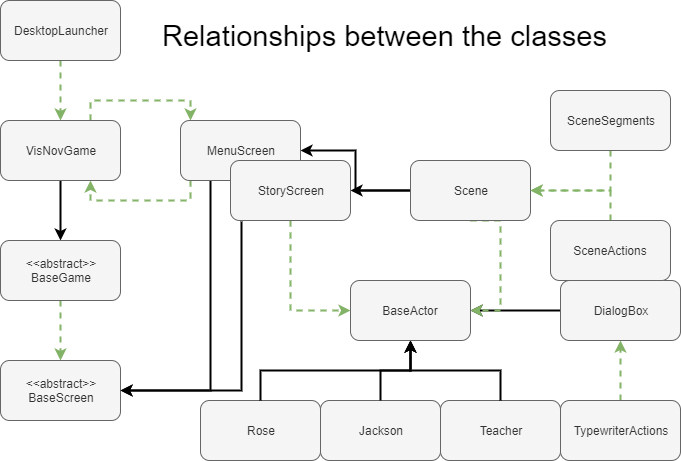 DesktopLauncher
Relationships between the classes
SceneSegments
VisNovGame
MenuScreen
StoryScreen
Scene
SceneActions
<<abstract>>
BaseGame
BaseActor
DialogBox
<<abstract>>
BaseScreen
Rose
Jackson
Teacher
TypewriterActions